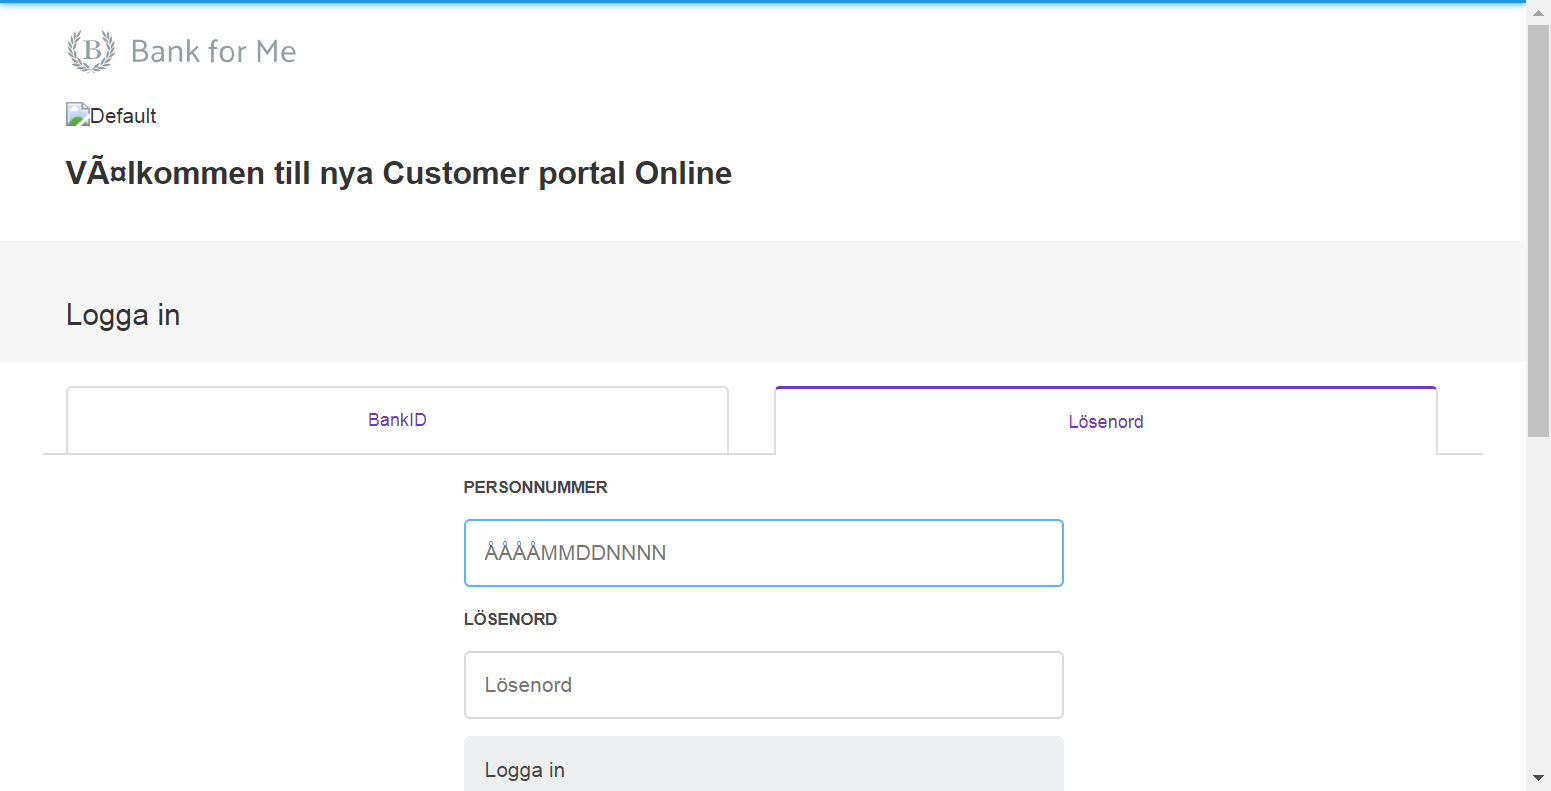 B Bank for Me
Default
VÃ¤lkommen till nya Customer portal Online
Logga in
BankID
Lösenord
PERSONNUMMER
ÅÅÅÅMMDDNNNN
LÖSENORD
Lösenord
Logga in